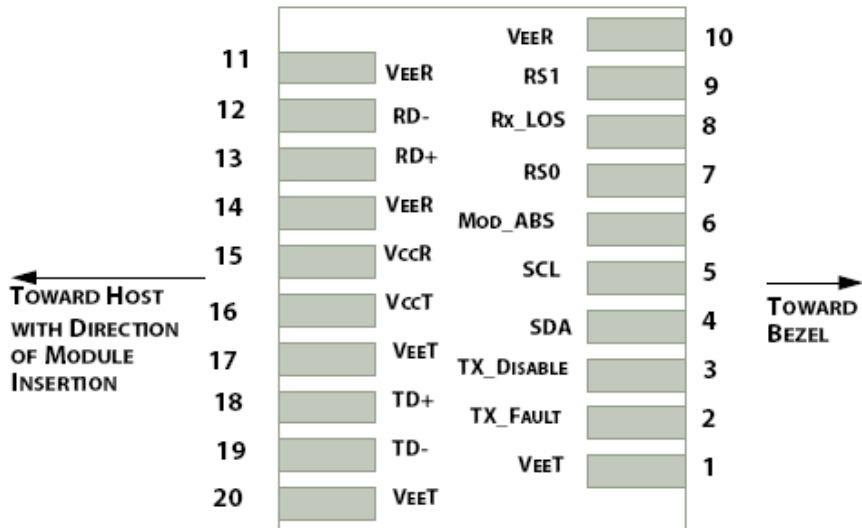 11 VEER
12 RD-
13 RD+
14 VEER
15 VccR
16 VccT
17 VEET
18 TD+
19 TD-
20 VEET
VEER 10
RS1 9
Rx_LOS 8
RS0 7
MOD_ABS 6
SCL 5
SDA 4
TX_DISABLE 3
TX_FAULT 2
VEET 1
TOWARD HOST
WITH DIRECTION
OF MODULE
INSERTION
TOWARD
BEZEL